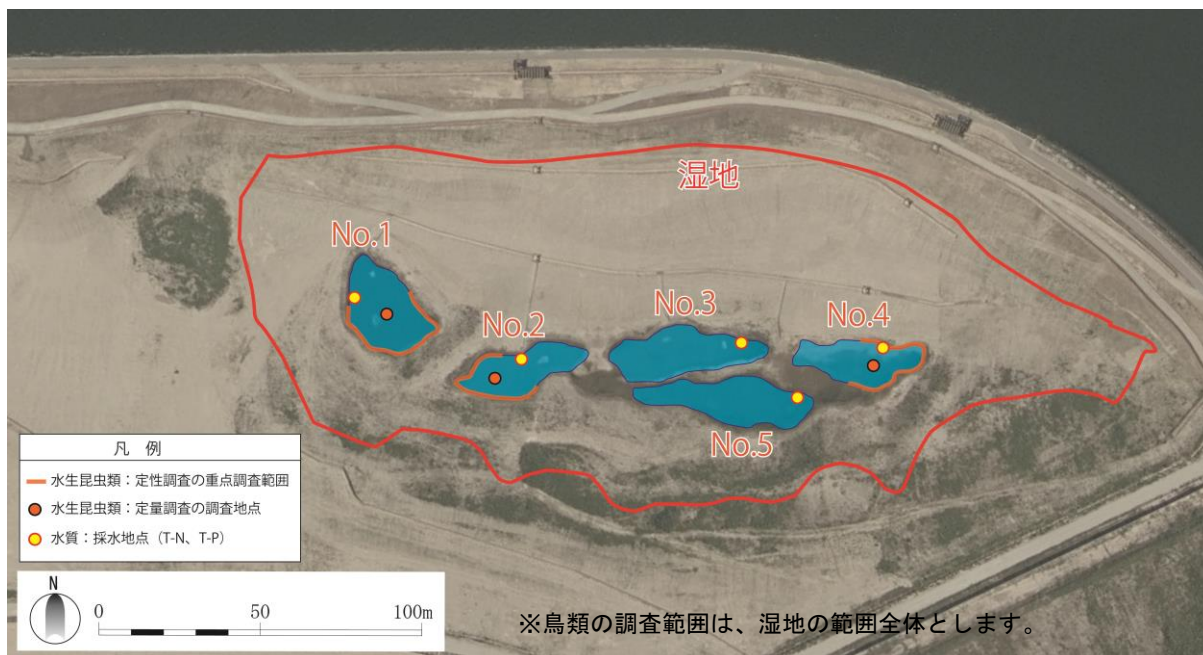 湿地
No.1
No.2
No.3
No.4
No.5
凡 例
水生昆虫類：定性調査の重点調査範囲
水生昆虫類：定量調査の調査地点
水質：採水地点（T-N、T-P）
N
0 50 100m
※鳥類の調査範囲は、湿地の範囲全体とします。